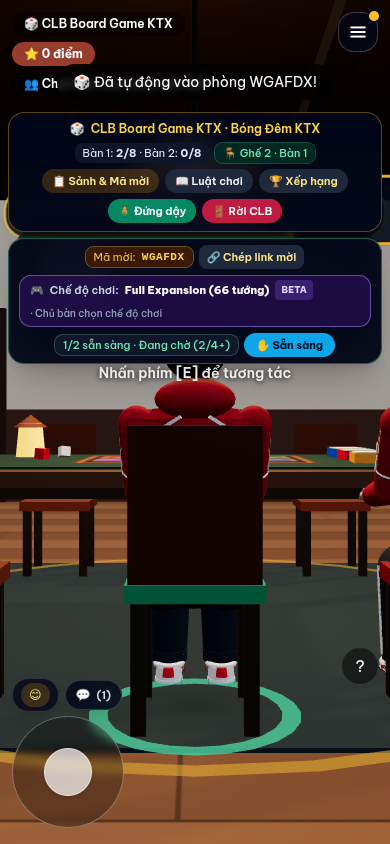 🎲 CLB Board Game KTX
⭐ 0 điểm
👥 Ch
🎲 Đã tự động vào phòng WGAFDX!
🎲 CLB Board Game KTX · Bóng Đêm KTX
Bàn 1: 2/8 · Bàn 2: 0/8
🪑 Ghế 2 · Bàn 1
📋 Sảnh & Mã mời
📖 Luật chơi
🏆 Xếp hạng
🧍 Đứng dậy
🚪 Rời CLB
Mã mời: WGAFDX
🔗 Chép link mời
🎮 Chế độ chơi: Full Expansion (66 tướng) BETA
· Chủ bàn chọn chế độ chơi
1/2 sẵn sàng · Đang chờ (2/4+)
✋ Sẵn sàng
Nhấn phím [E] để tương tác
?
💬 (1)